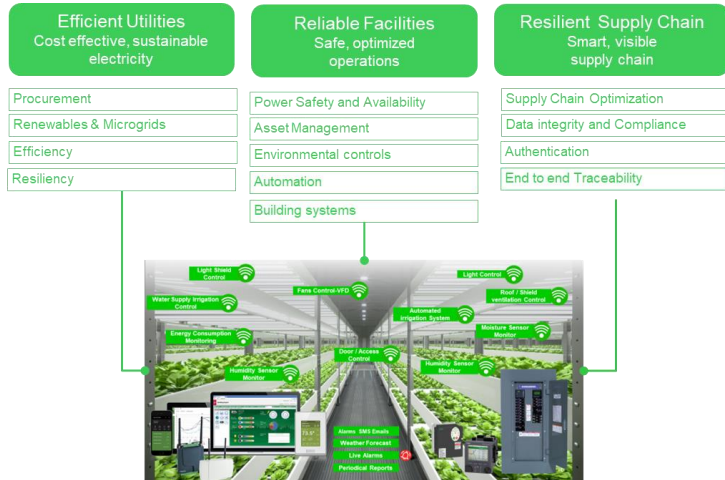 Efficient Utilities
Cost effective, sustainable
electricity
Reliable Facilities
Safe, optimized
operations
Resilient Supply Chain
Smart, visible
supply chain
Procurement
Renewables & Microgrids
Efficiency
Resiliency
Power Safety and Availability
Asset Management
Environmental controls
Automation
Building systems
Supply Chain Optimization
Data integrity and Compliance
Authentication
End to end Traceability
Light Shield
Control
Fens Control-VFD
Light Control
Water Supply Irrigation
Control
Roof / Shield
ventilation Control
Automated
irrigation System
Energy Consumption
Monitoring
Moisture Sensor
Monitor
Door / Access
Control
Humidity Sensor
Monitor
Humidity Sensor
Monitor
Alarms SMS Emails
Weather Forecast
Live Alarms
Periodical Reports